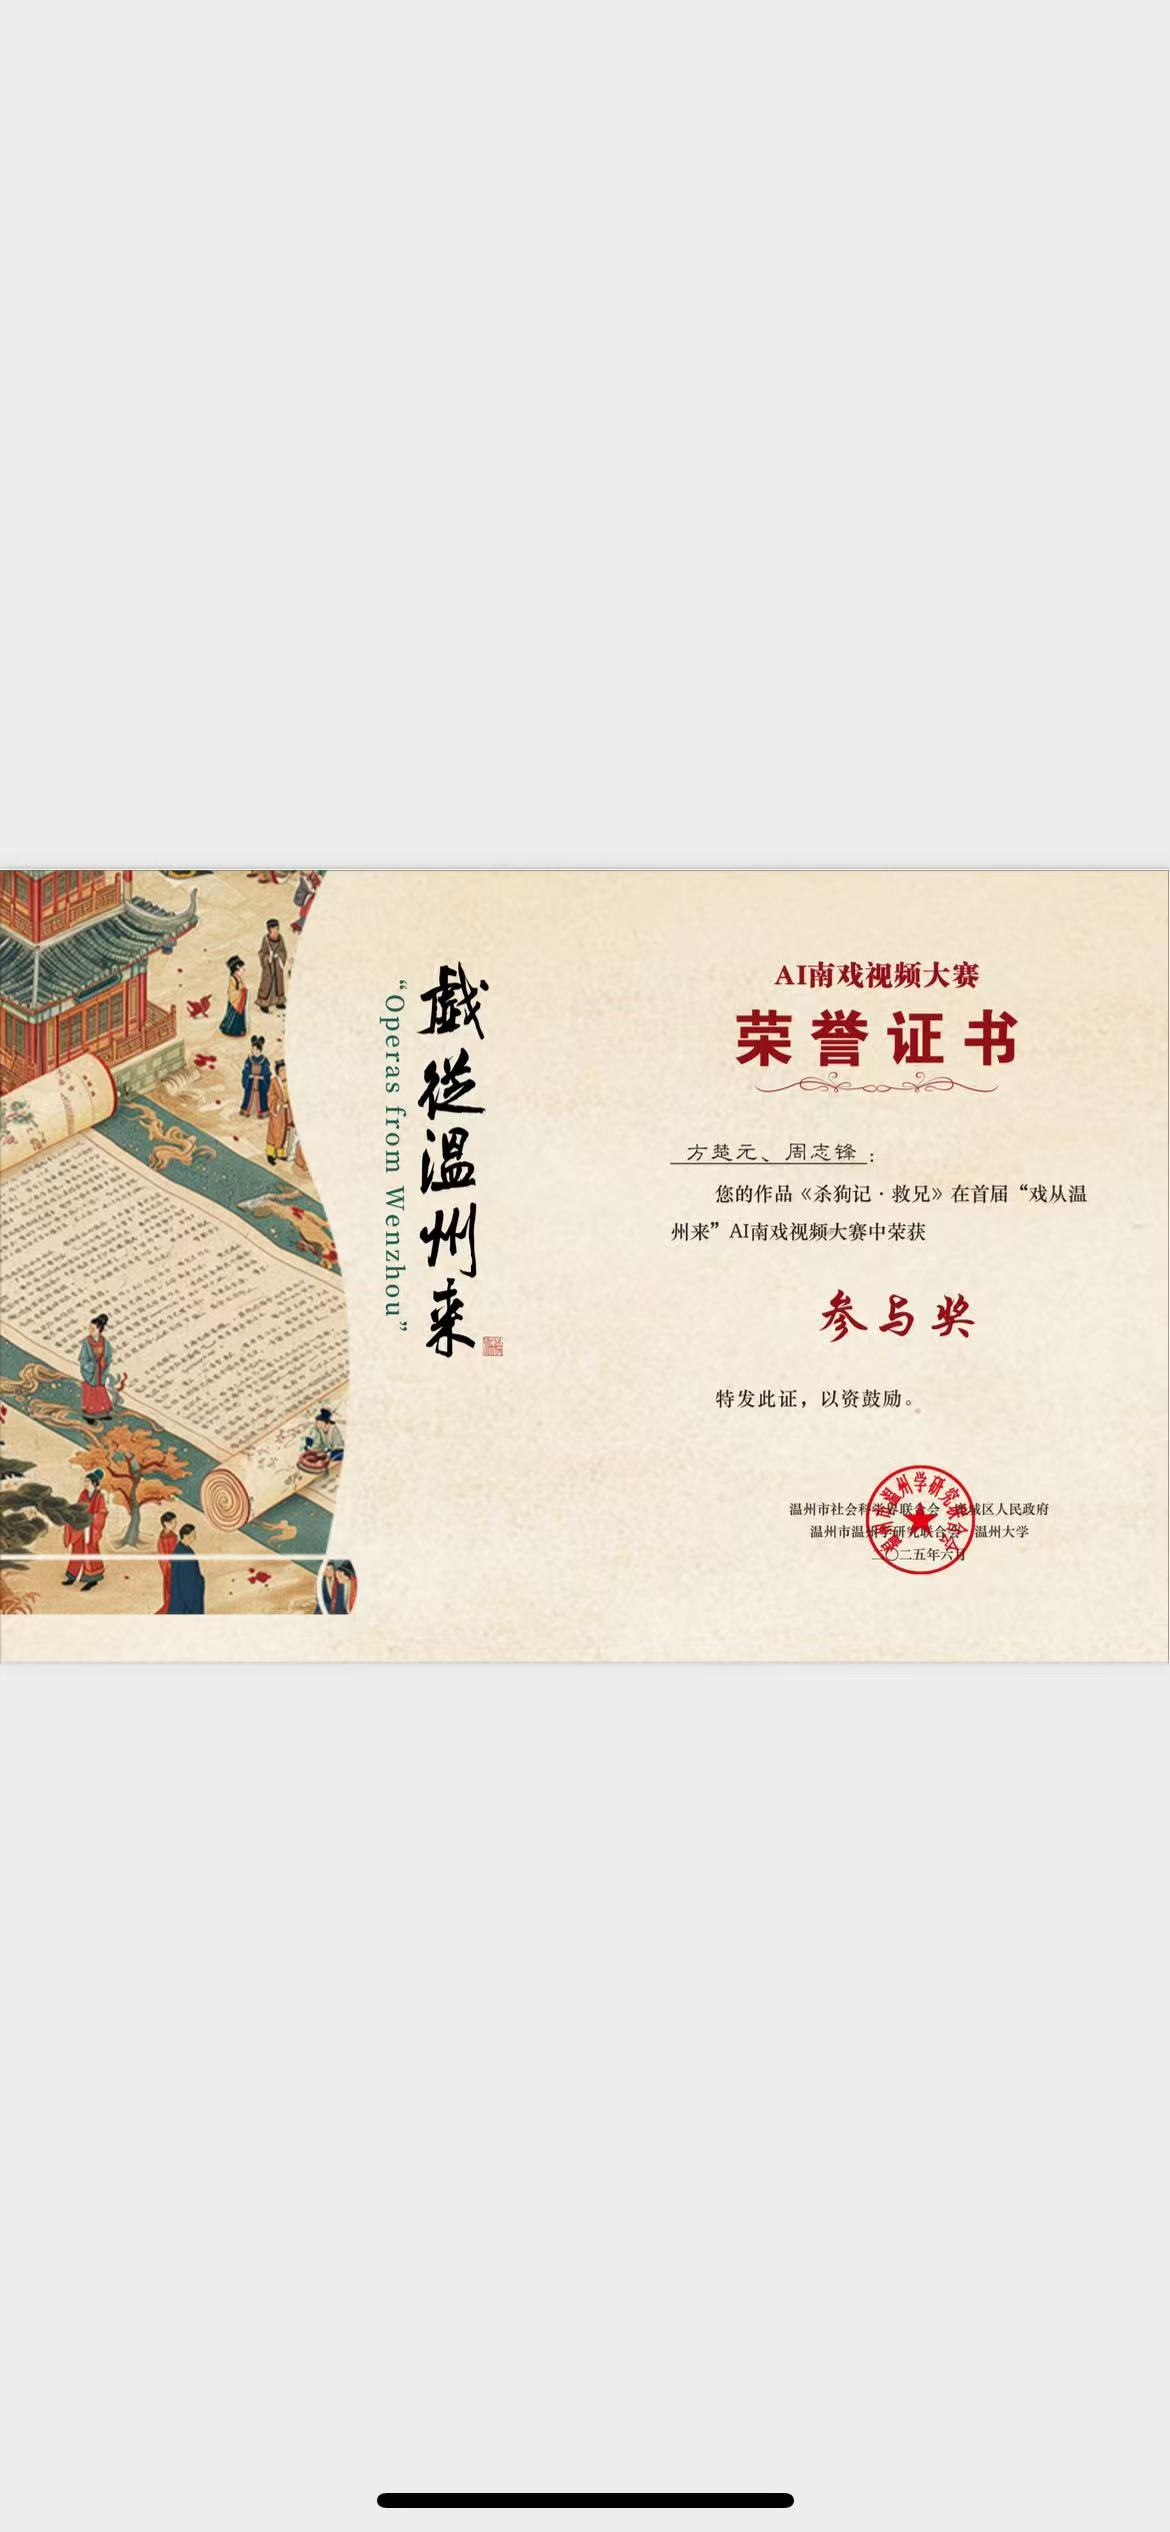 戲從温州来
“Operas from Wenzhou”
AI南戏视频大赛
荣誉证书
方楚元、周志锋：
您的作品《杀狗记·救兄》在首届“戏从温
州来”AI南戏视频大赛中荣获
参与奖
特发此证，以资鼓励。
温州市社会科学界联合会 鹿城区人民政府
温州市温州学研究联合会 温州大学
二〇二五年六月
温州市温州学研究联合会